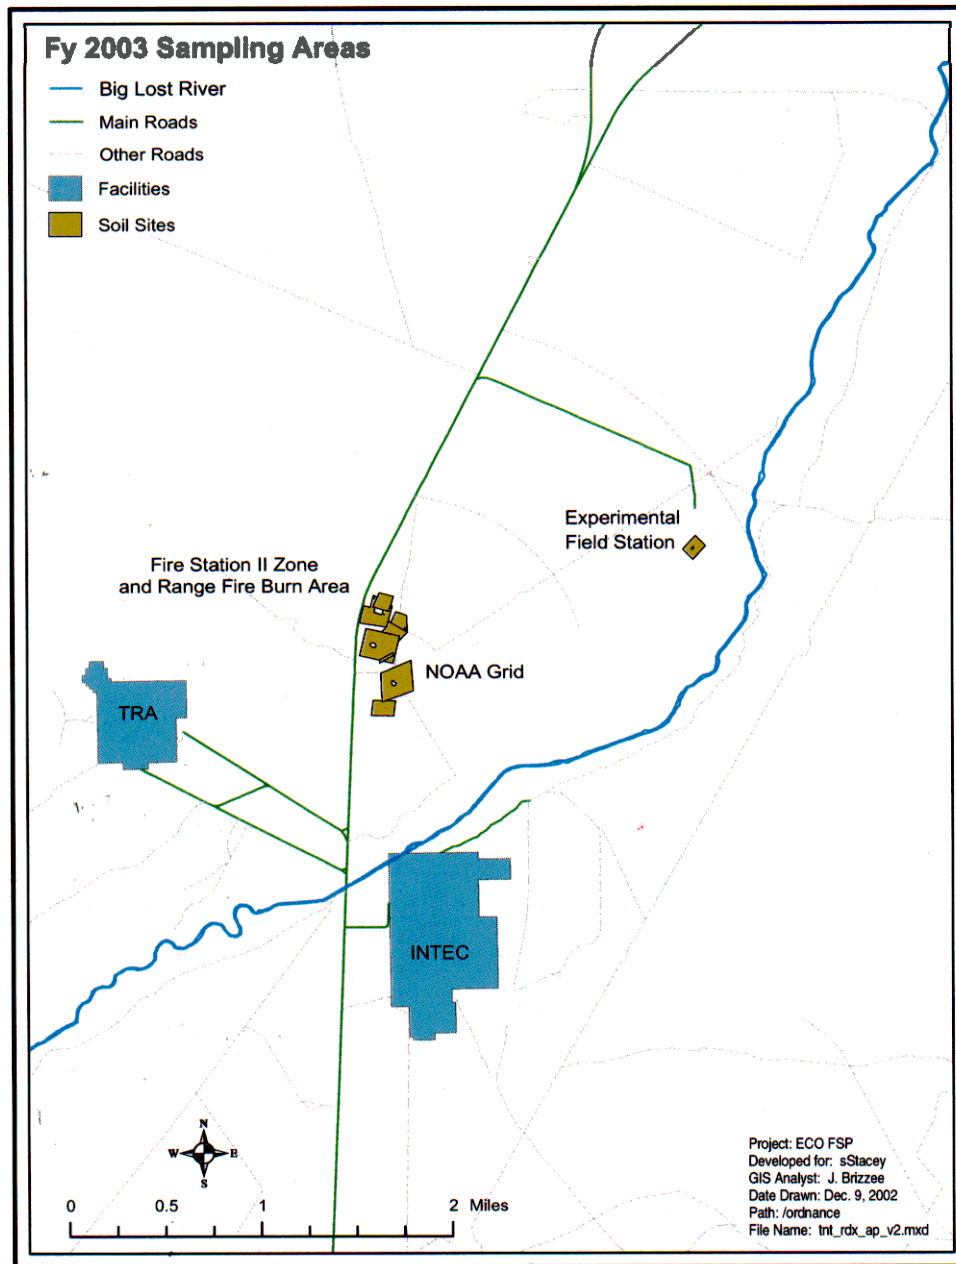 Fy 2003 Sampling Areas
Big Lost River
Main Roads
Other Roads
Facilities
Soil Sites
Experimental
Field Station
Fire Station II Zone
and Range Fire Burn Area
NOAA Grid
TRA
INTEC
N
W E
S
0 0.5 1 2 Miles
Project: ECO FSP
Developed for: sStacey
GIS Analyst: J. Brizzee
Date Drawn: Dec. 9, 2002
Path: /ordnance
File Name: tnt_rdx_ap_v2.mxd